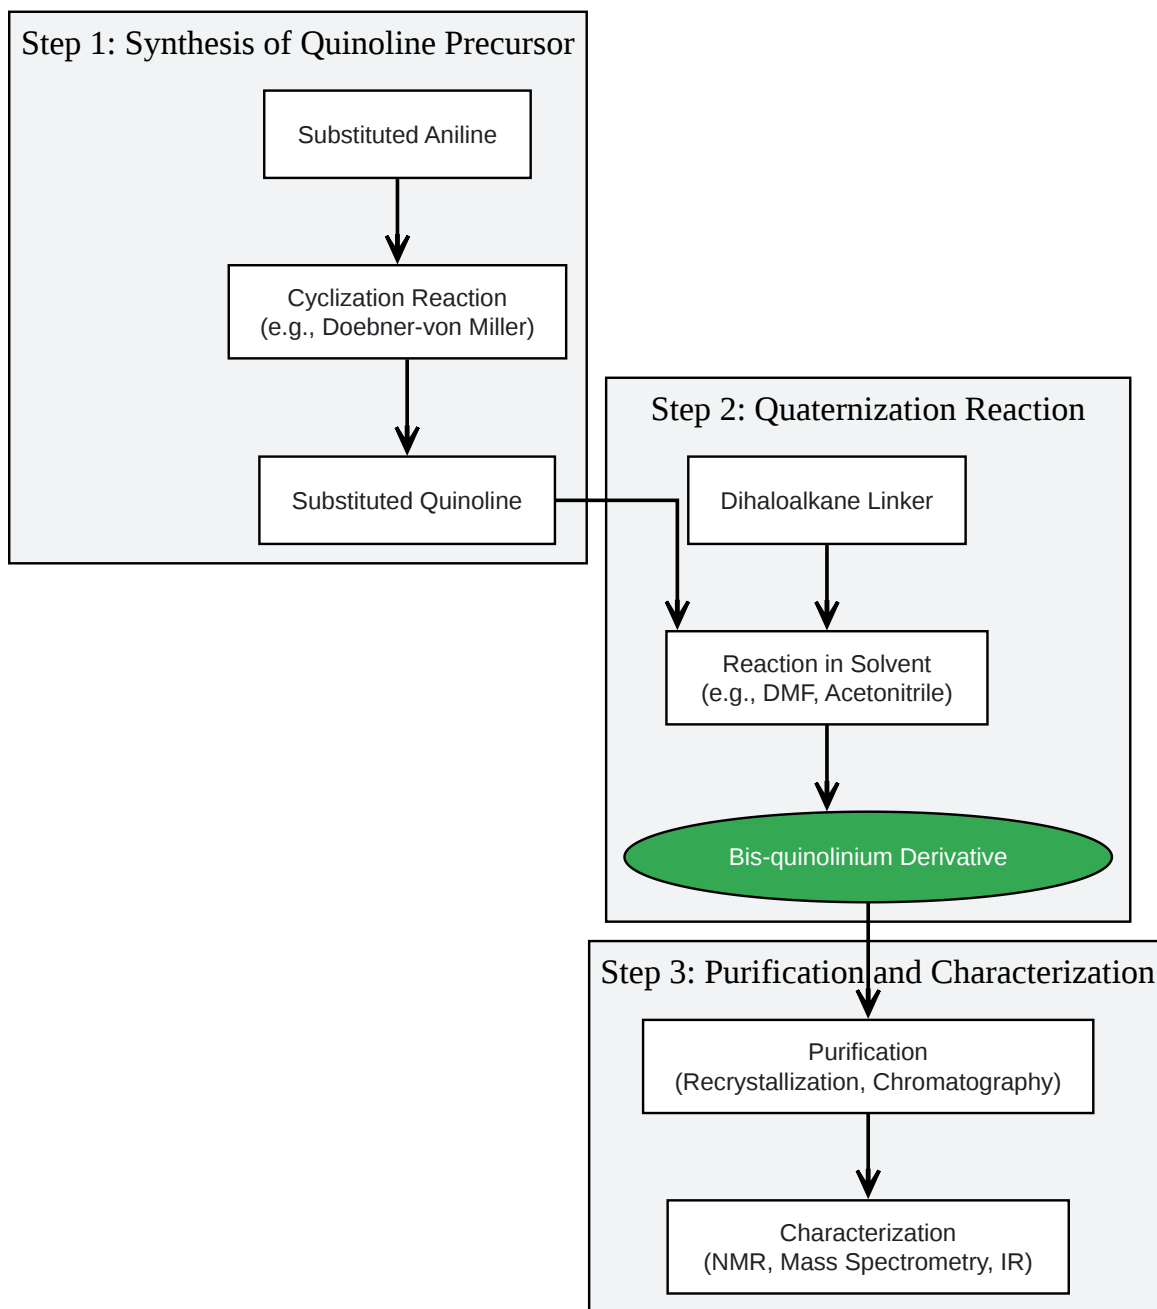 Step 1: Synthesis of Quinoline Precursor
Substituted Aniline
Cyclization Reaction
(e.g., Doebner-von Miller)
Substituted Quinoline
Step 2: Quaternization Reaction
Dihaloalkane Linker
Reaction in Solvent
(e.g., DMF, Acetonitrile)
Bis-quinolinium Derivative
Step 3: Purification and Characterization
Purification
(Recrystallization, Chromatography)
Characterization
(NMR, Mass Spectrometry, IR)